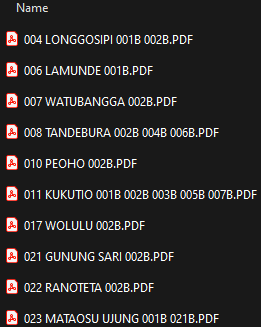 Name
004 LONGGOSIPI 001B 002B.PDF
006 LAMUNDE 001B.PDF
007 WATUBANGGA 002B.PDF
008 TANDEBURA 002B 004B 006B.PDF
010 PEOHO 002B.PDF
011 KUKUTIO 001B 002B 003B 005B 007B.PDF
017 WOLULU 002B.PDF
021 GUNUNG SARI 002B.PDF
022 RANOTETA 002B.PDF
023 MATAOSU UJUNG 001B 021B.PDF